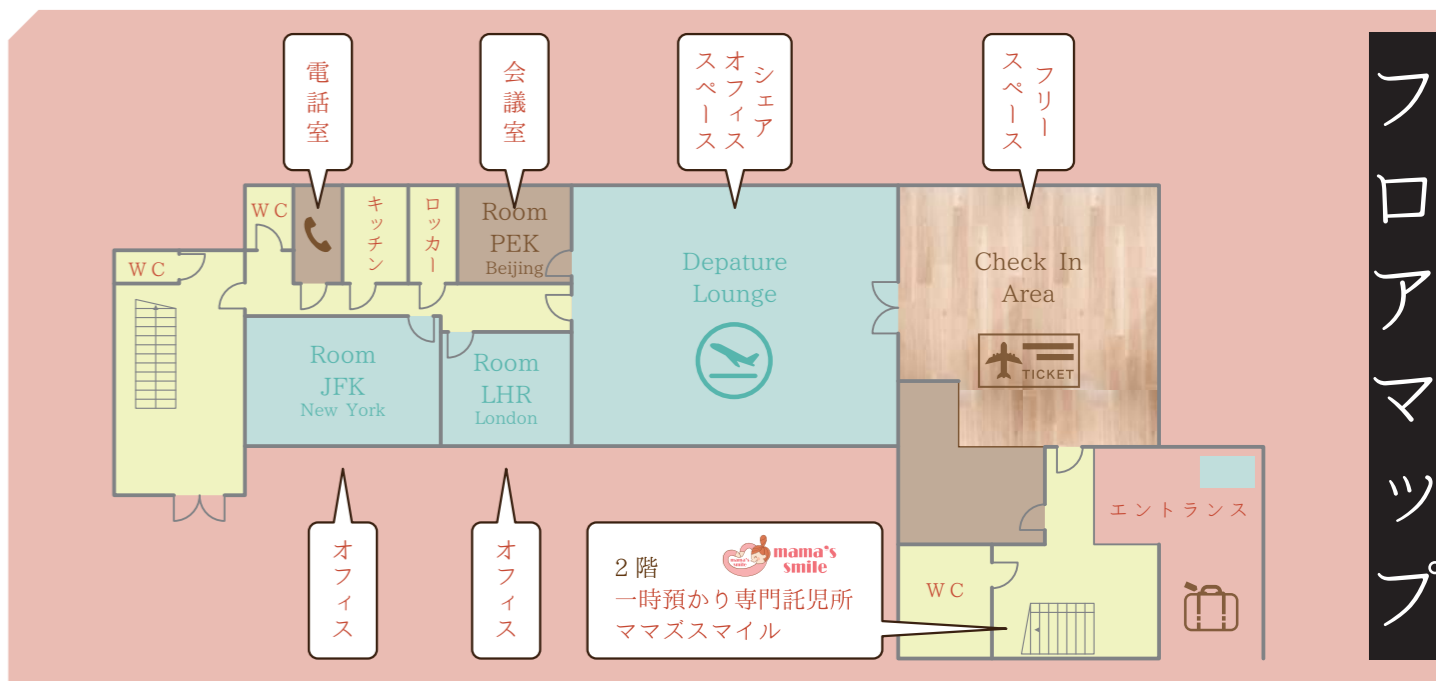 フロアマップ
電話室
会議室
シェア
オフィス
スペース
フリー
スペース
WC
キッチン
ロッカー
Room
PEK
Beijing
WC
Depature
Lounge
Check In
Area
TICKET
Room
JFK
New York
Room
LHR
London
エントランス
オフィス
オフィス
2階
mama's
smile
mama's
smile
一時預かり専門託児所
ママズスマイル
WC